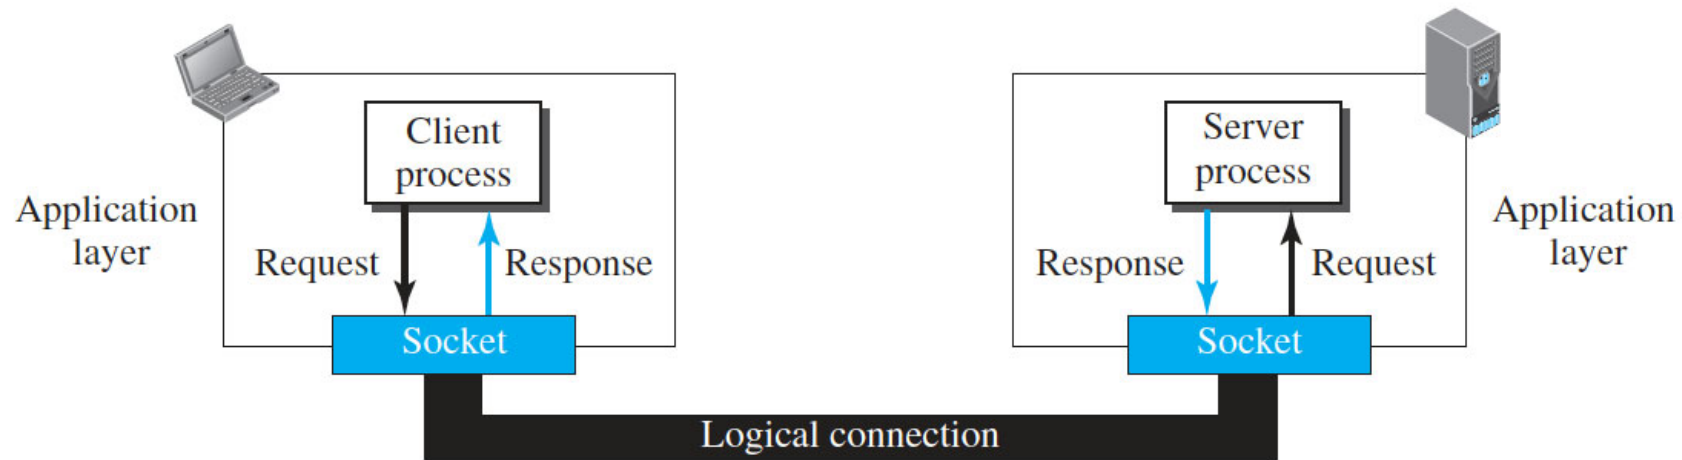 Client
process
Server
process
Application
layer
Application
layer
Request
Response
Response
Request
Socket
Socket
Logical connection